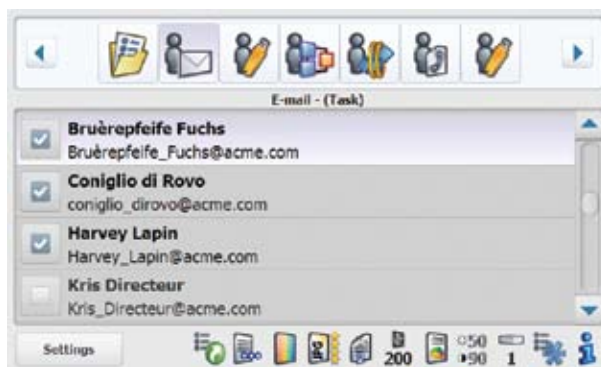 E-mail - (Task)
Bruèrepfeife Fuchs
Bruèrepfeife_Fuchs@acme.com
Coniglio di Rovo
coniglio_dirovo@acme.com
Harvey Lapin
Harvey_Lapin@acme.com
Kris Directeur
Kris_Directeur@acme.com
Settings
200
50
90
1